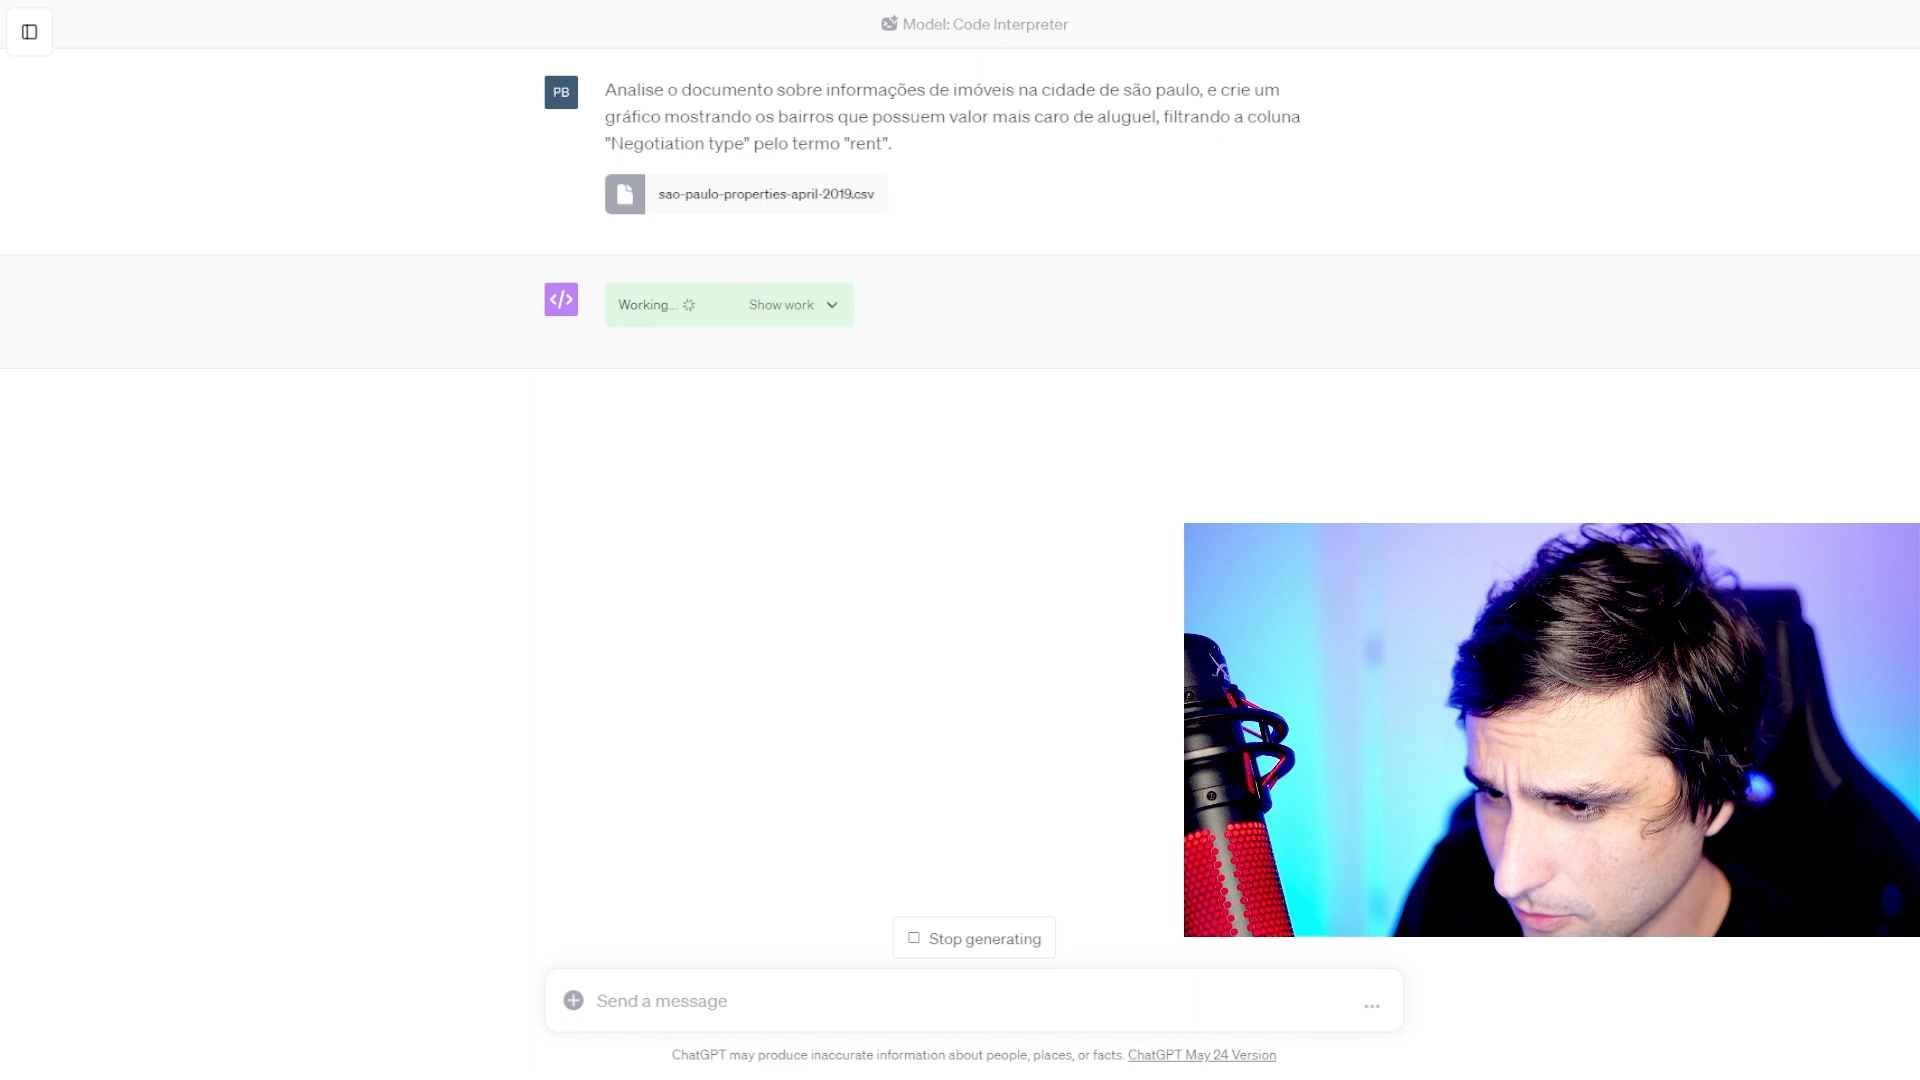 Model: Code Interpreter
PB
Analise o documento sobre informações de imóveis na cidade de são paulo, e crie um
gráfico mostrando os bairros que possuem valor mais caro de aluguel, filtrando a coluna
"Negotiation type" pelo termo "rent".
sao-paulo-properties-april-2019.csv
</>
Working... Show work
Stop generating
Send a message
ChatGPT may produce inaccurate information about people, places, or facts. ChatGPT May 24 Version